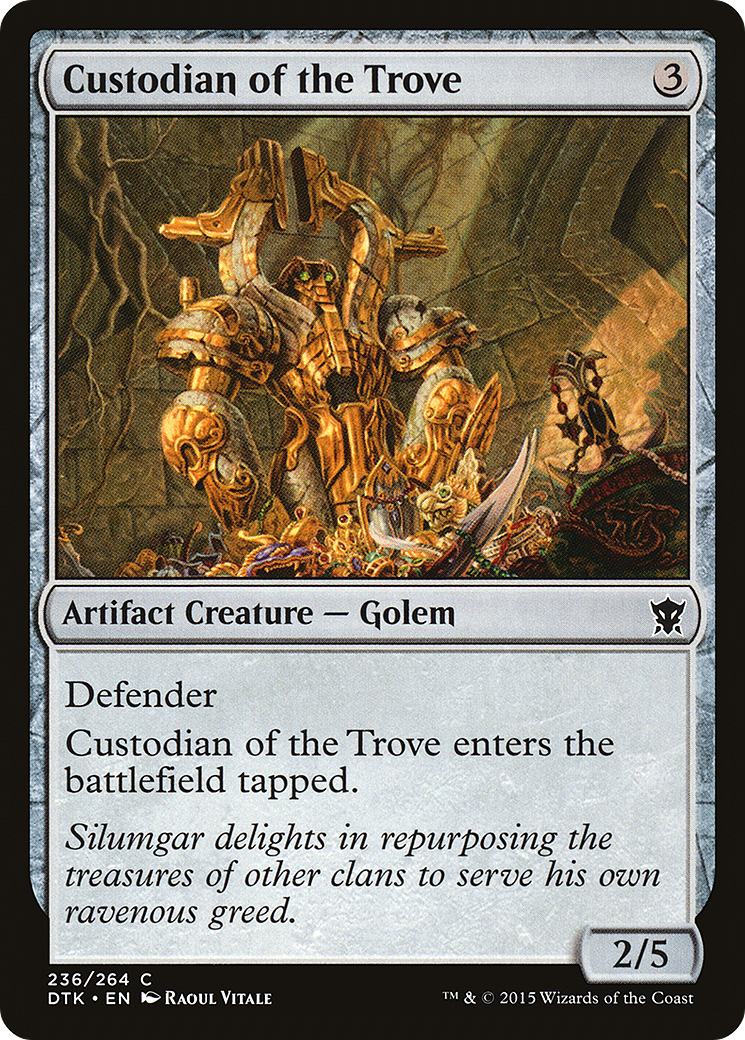 Custodian of the Trove 3
Artifact Creature — Golem
Defender
Custodian of the Trove enters the
battlefield tapped.
Silumgar delights in repurposing the
treasures of other clans to serve his own
ravenous greed.
2/5
236/264 C
DTK • EN Raoul Vitale
™ & © 2015 Wizards of the Coast